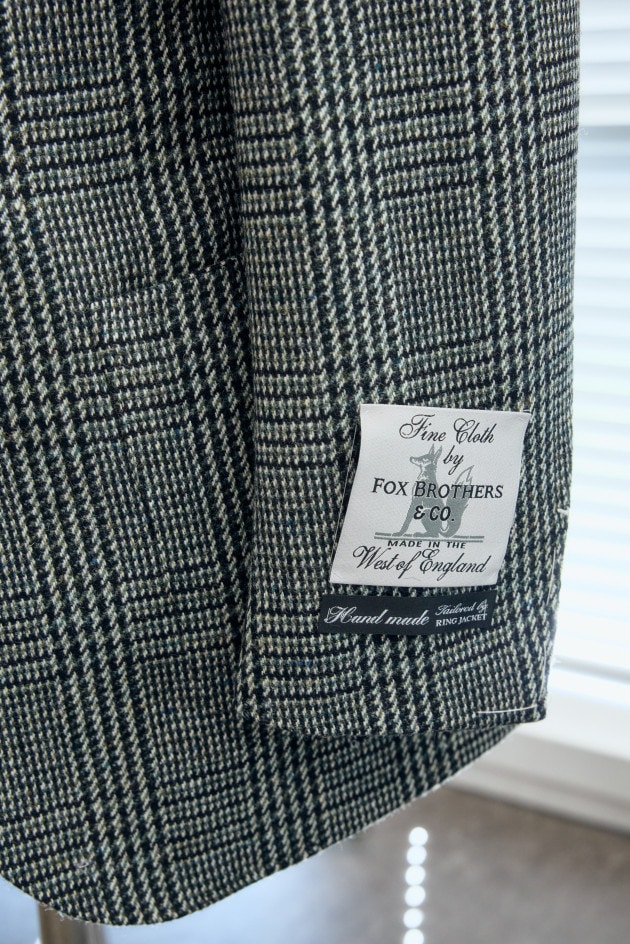 Fine Cloth
by
FOX BROTHERS
& CO.
MADE IN THE
West of England
Hand made Tailored by
RING JACKET